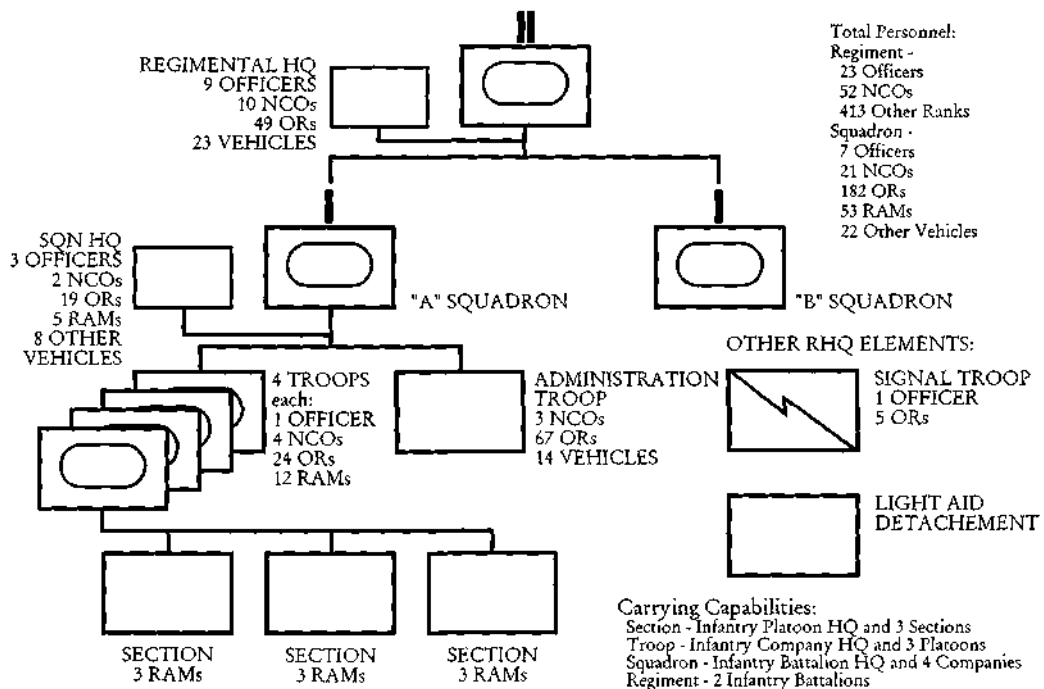 REGIMENTAL HQ
9 OFFICERS
10 NCOs
49 ORs
23 VEHICLES
Total Personnel:
Regiment -
23 Officers
52 NCOs
413 Other Ranks
Squadron -
7 Officers
21 NCOs
182 ORs
53 RAMs
22 Other Vehicles
SQN HQ
3 OFFICERS
2 NCOs
19 ORs
5 RAMs
8 OTHER
VEHICLES
"A" SQUADRON
"B" SQUADRON
4 TROOPS
each:
1 OFFICER
4 NCOs
24 ORs
12 RAMs
ADMINISTRATION
TROOP
3 NCOs
67 ORs
14 VEHICLES
OTHER RHQ ELEMENTS:
SIGNAL TROOP
1 OFFICER
5 ORs
LIGHT AID
DETACHEMENT
SECTION
3 RAMs
SECTION
3 RAMs
SECTION
3 RAMs
Carrying Capabilities:
Section - Infantry Platoon HQ and 3 Sections
Troop - Infantry Company HQ and 3 Platoons
Squadron - Infantry Battalion HQ and 4 Companies
Regiment - 2 Infantry Battalions